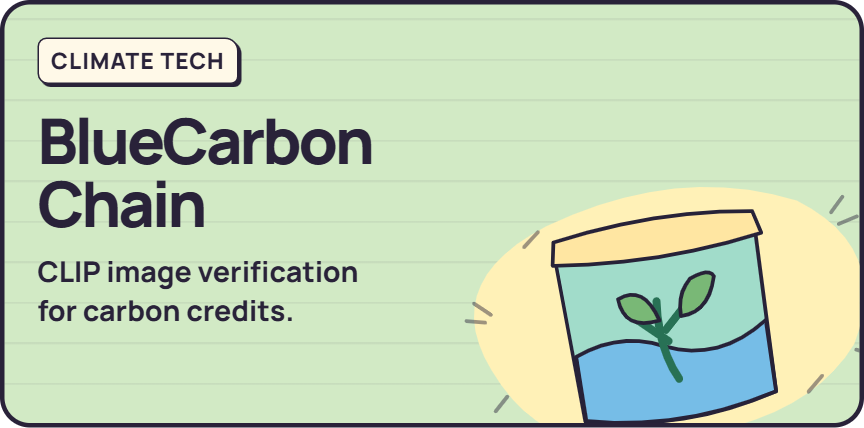 CLIMATE TECH
BlueCarbon
Chain
CLIP image verification
for carbon credits.